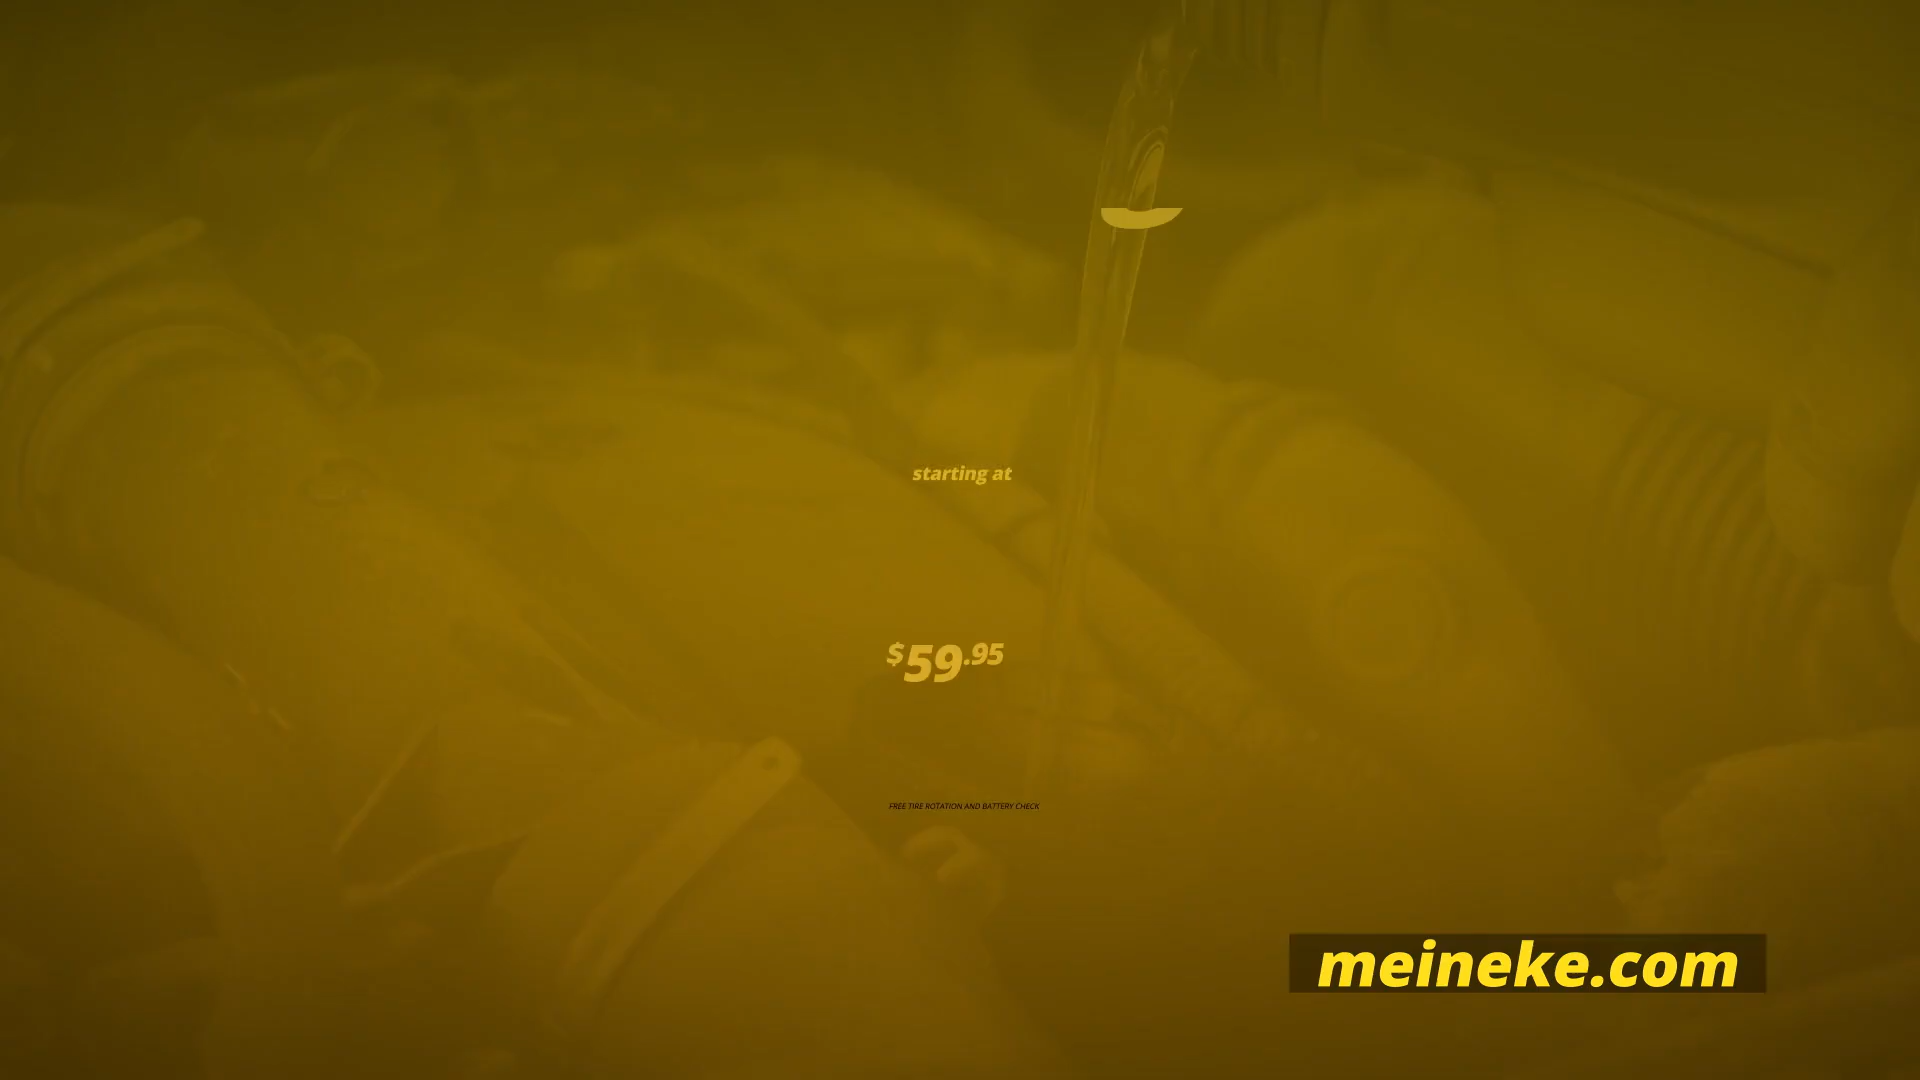 starting at
$59.95
FREE TIRE ROTATION AND BATTERY CHECK
meineke.com